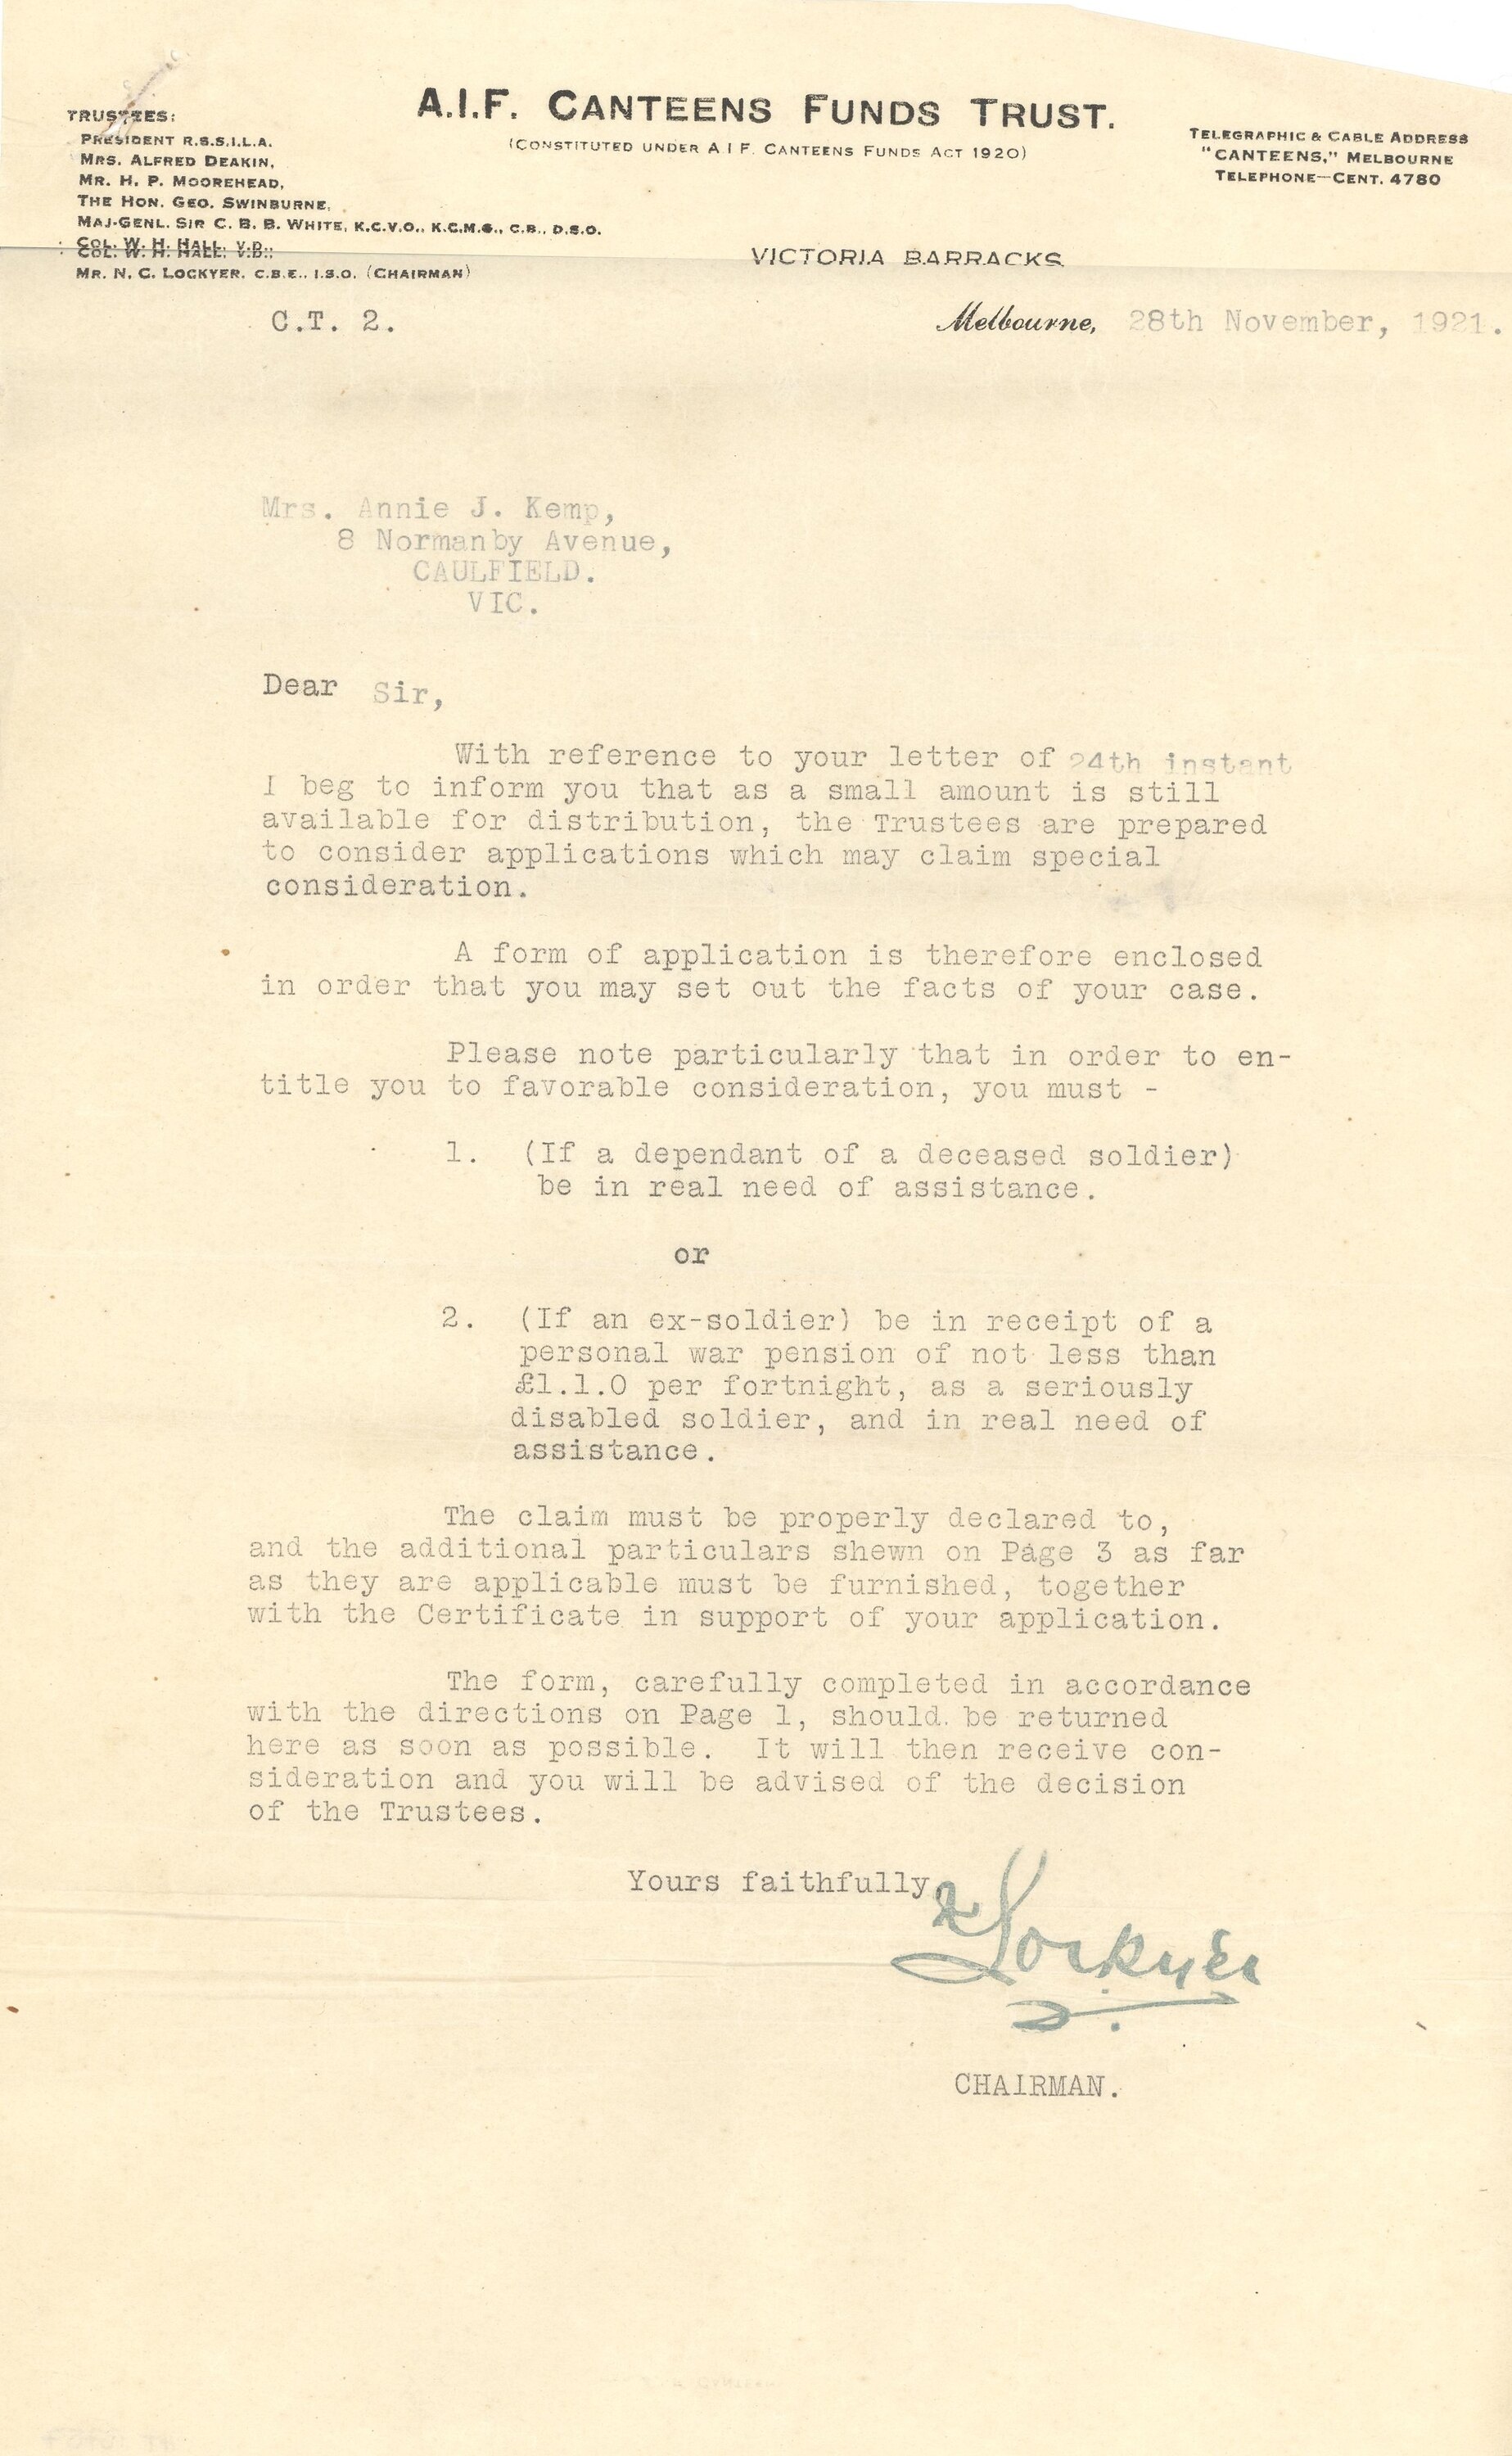 A.I.F. CANTEENS FUNDS TRUST.
(CONSTITUTED UNDER A I F. CANTEENS FUNDS ACT 1920)
TRUSTEES:
PRESIDENT R.S.S.I.L.A.
MRS. ALFRED DEAKIN,
MR. H. P. MOOREHEAD,
THE HON. GEO. SWINBURNE,
MAJ-GENL. SIR C. B. B. WHITE, K.C.V.O., K.C.M.G., C.B., D.S.O.
COL. W. H. HALL, V.D.,
MR. N. C. LOCKYER, C.B.E., I.S.O. (CHAIRMAN)
TELEGRAPHIC & CABLE ADDRESS
"CANTEENS," MELBOURNE
TELEPHONE—CENT. 4780
VICTORIA BARRACKS
C.T. 2.
Melbourne, 28th November, 1921.
Mrs. Annie J. Kemp,
8 Normanby Avenue,
CAULFIELD.
VIC.
Dear Sir,
With reference to your letter of 24th instant
I beg to inform you that as a small amount is still
available for distribution, the Trustees are prepared
to consider applications which may claim special
consideration.
A form of application is therefore enclosed
in order that you may set out the facts of your case.
Please note particularly that in order to en-
title you to favorable consideration, you must -
1. (If a dependant of a deceased soldier)
be in real need of assistance.
or
2. (If an ex-soldier) be in receipt of a
personal war pension of not less than
£1.1.0 per fortnight, as a seriously
disabled soldier, and in real need of
assistance.
The claim must be properly declared to,
and the additional particulars shewn on Page 3 as far
as they are applicable must be furnished, together
with the Certificate in support of your application.
The form, carefully completed in accordance
with the directions on Page 1, should be returned
here as soon as possible. It will then receive con-
sideration and you will be advised of the decision
of the Trustees.
Yours faithfully,
Lockyer
CHAIRMAN.